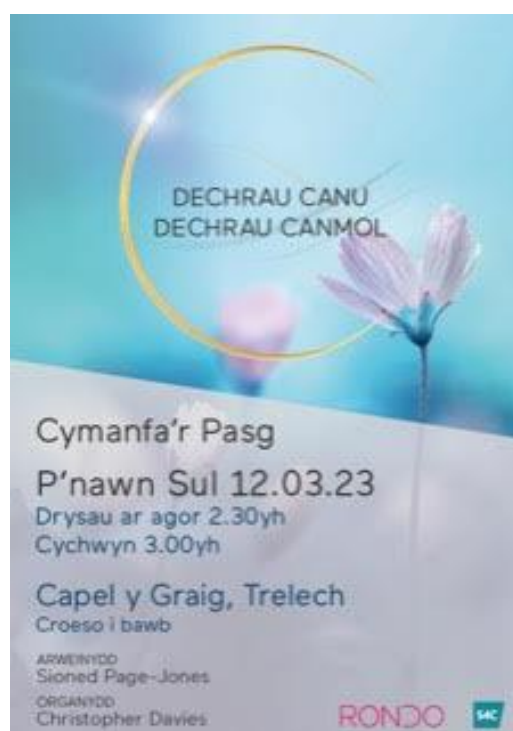 DECHRAU CANU
DECHRAU CANMOL
Cymanfa'r Pasg
P'nawn Sul 12.03.23
Drysau ar agor 2.30yh
Cychwyn 3.00yh
Capel y Graig, Trelech
Croeso i bawb
ARWEINYDD
Sioned Page-Jones
ORGANYDD
Christopher Davies
RONDO
S4C